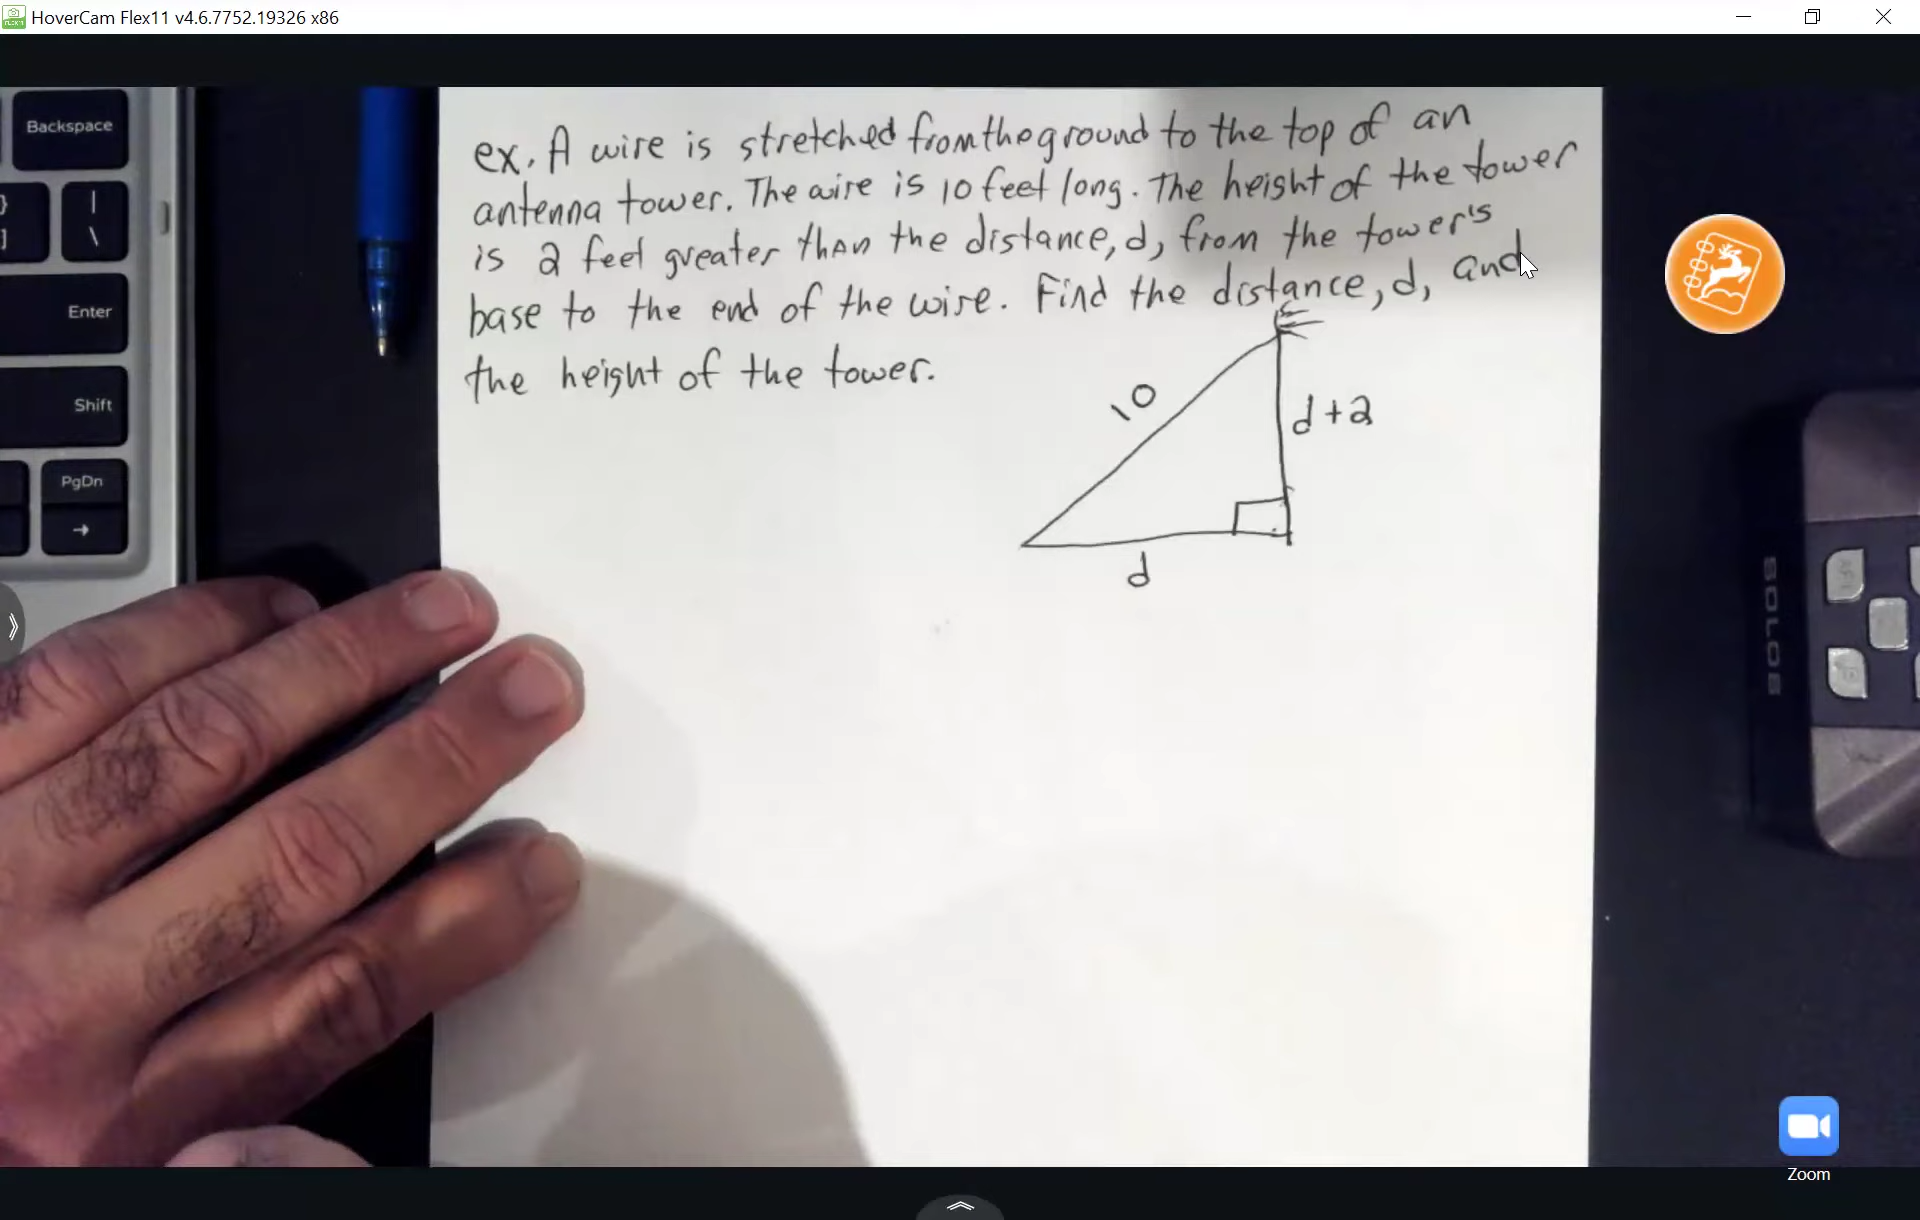 HoverCam Flex11 v4.6.7752.19326 x86
Backspace
}
]
|
\
Enter
Shift
PgDn
→
ex. A wire is stretched from the ground to the top of an
antenna tower. The wire is 10 feet long. The height of the tower
is 2 feet greater than the distance, d, from the tower's
base to the end of the wire. Find the distance, d, and
the height of the tower.
10
d+2
d
SOLO8
Zoom